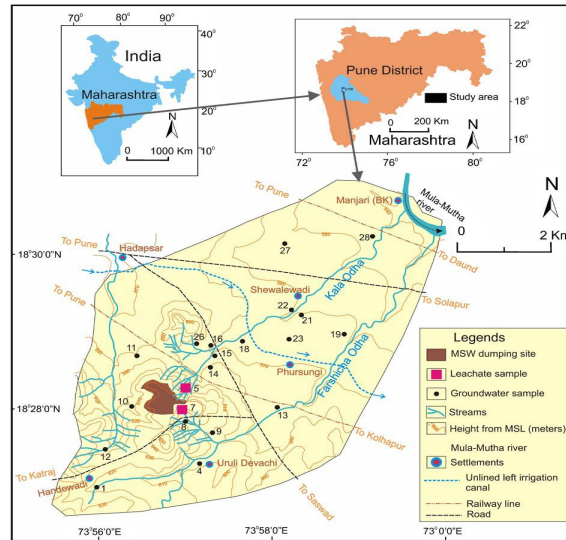 India
Maharashtra
40°
30°
20°
10°
70°
80°
90°
0
1000 Km
N
Pune District
Pune
Study area
0
200 Km
N
Maharashtra
22°
20°
18°
16°
72°
76°
80°
Manjari (BK)
Mula-Mutha
river
N
0
2 Km
To Pune
To Daund
28
27
To Pune
Hadapsar
18°30'00"N
Kala Odha
To Solapur
Shewalewadi
22
21
To Pune
Farshicha Odha
19
23
26
16
18
15
11
14
Phursungi
5
18°28'0"N
10
7
13
8
9
To Kolhapur
12
To Katraj
4
Uruli Devachi
Handewadi
1
To Saswad
Legends
MSW dumping site
Leachate sample
Groundwater sample
Streams
Height from MSL (meters)
Mula-Mutha river
Settlements
Unlined left irrigation
canal
Railway line
Road
73°56'0"E
73°58'0"E
73°0'0"E